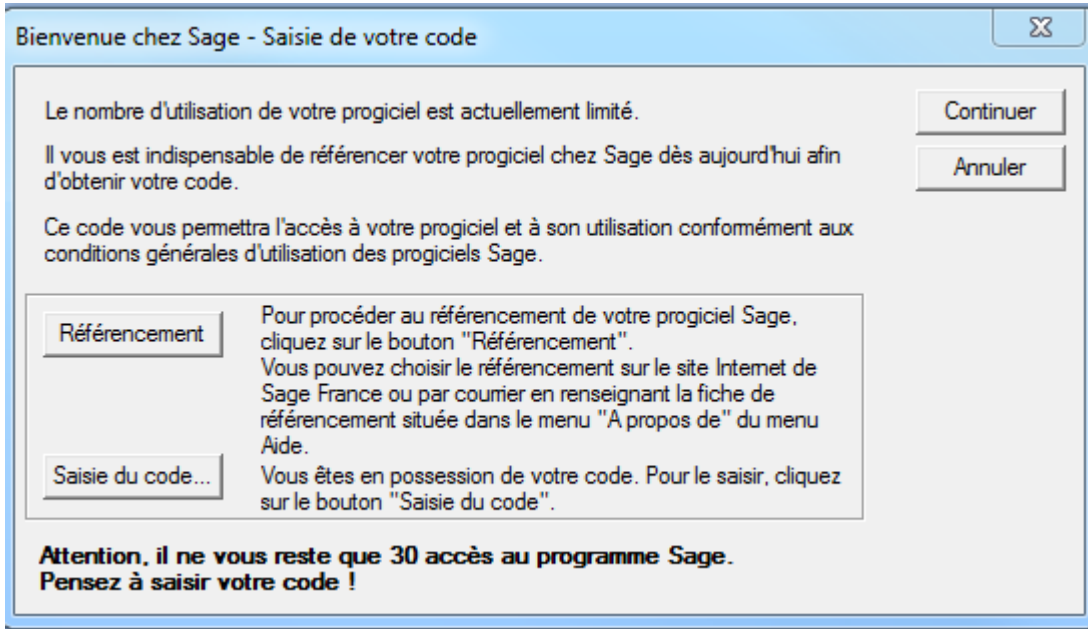 Bienvenue chez Sage - Saisie de votre code
Le nombre d'utilisation de votre progiciel est actuellement limité.
Continuer
Il vous est indispensable de référencer votre progiciel chez Sage dès aujourd'hui afin
d'obtenir votre code.
Annuler
Ce code vous permettra l'accès à votre progiciel et à son utilisation conformément aux
conditions générales d'utilisation des progiciels Sage.
Référencement
Pour procéder au référencement de votre progiciel Sage,
cliquez sur le bouton "Référencement".
Vous pouvez choisir le référencement sur le site Internet de
Sage France ou par courrier en renseignant la fiche de
référencement située dans le menu "A propos de" du menu
Aide.
Saisie du code...
Vous êtes en possession de votre code. Pour le saisir, cliquez
sur le bouton "Saisie du code".
Attention, il ne vous reste que 30 accès au programme Sage.
Pensez à saisir votre code !